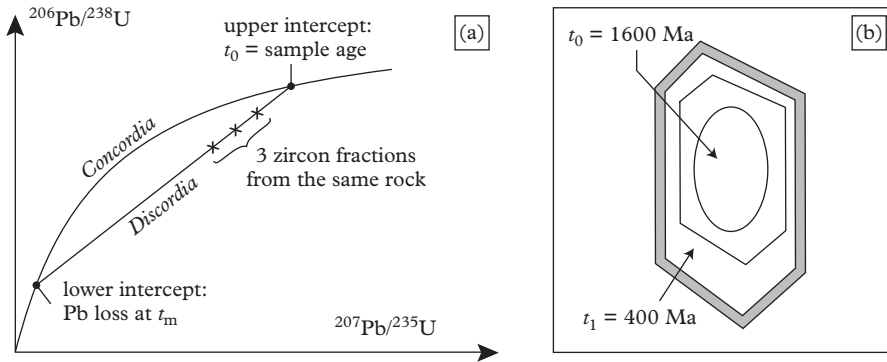 ²⁰⁶Pb/²³⁸U
upper intercept:
t₀ = sample age
(a)
Concordia
Discordia
3 zircon fractions
from the same rock
lower intercept:
Pb loss at tₘ
²⁰⁷Pb/²³⁵U
t₀ = 1600 Ma
(b)
t₁ = 400 Ma